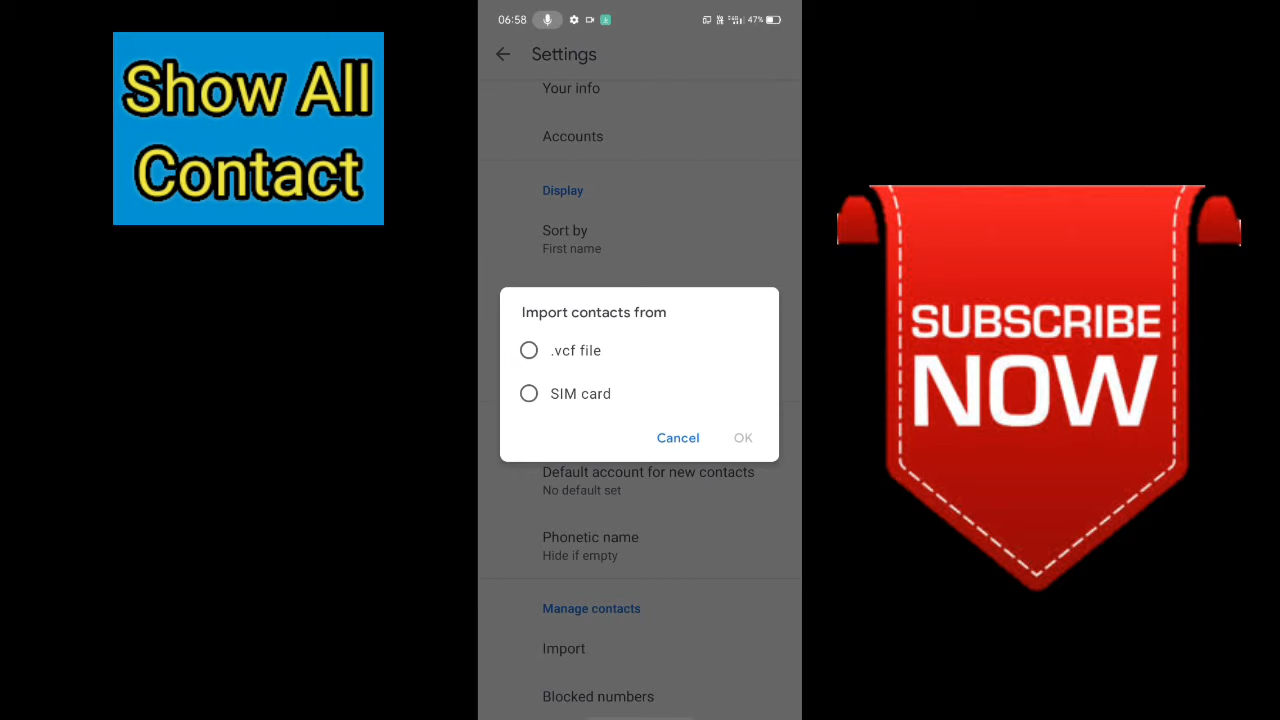 Show All
Contact
06:58
47%
Settings
Your info
Accounts
Display
Sort by
First name
Import contacts from
.vcf file
SIM card
Cancel OK
Default account for new contacts
No default set
Phonetic name
Hide if empty
Manage contacts
Import
Blocked numbers
SUBSCRIBE
NOW